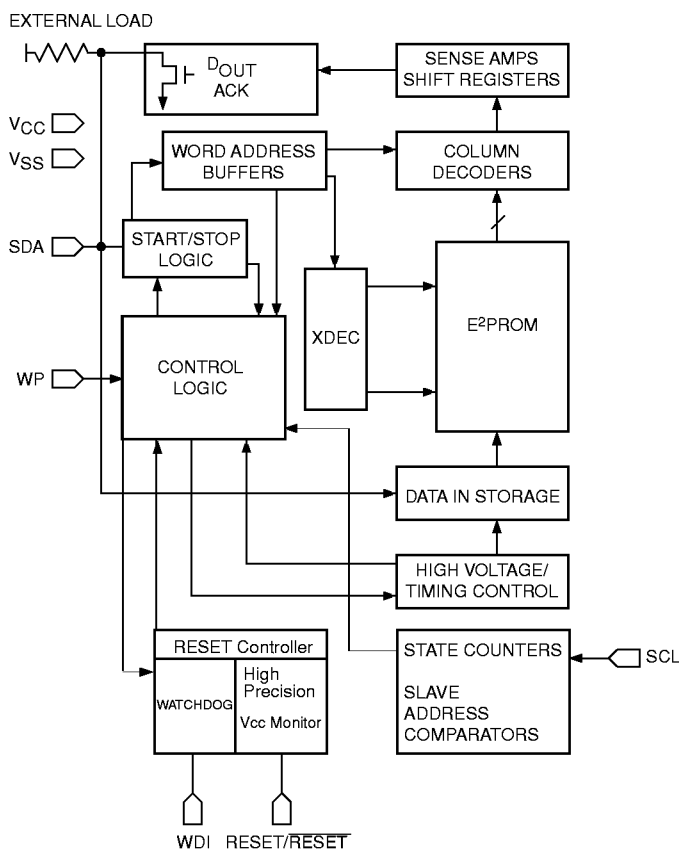 EXTERNAL LOAD
DOUT
ACK
SENSE AMPS
SHIFT REGISTERS
VCC
VSS
WORD ADDRESS
BUFFERS
COLUMN
DECODERS
SDA
START/STOP
LOGIC
XDEC
E²PROM
WP
CONTROL
LOGIC
DATA IN STORAGE
HIGH VOLTAGE/
TIMING CONTROL
RESET Controller
WATCHDOG
High
Precision
Vcc Monitor
STATE COUNTERS
SLAVE
ADDRESS
COMPARATORS
SCL
WDI
RESET/R̅E̅S̅E̅T̅